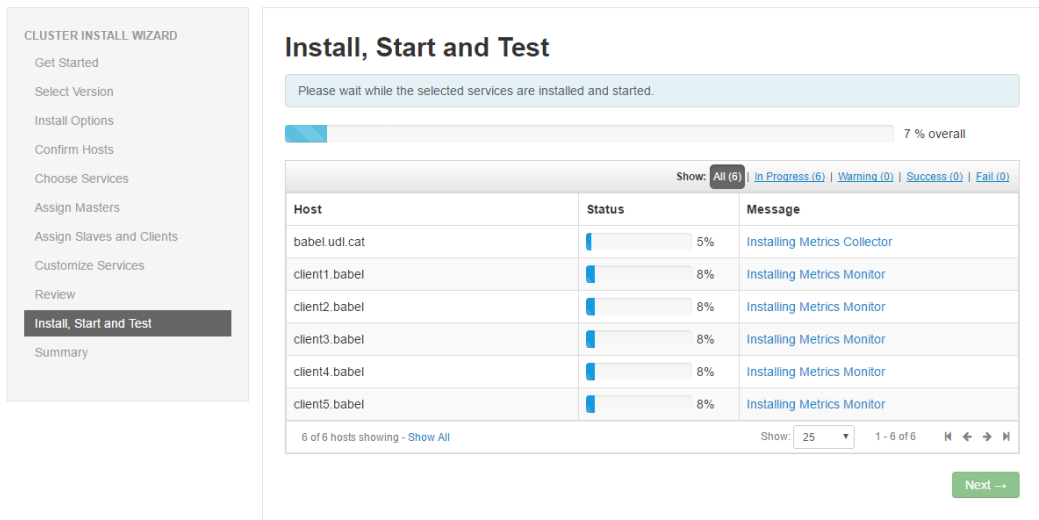 CLUSTER INSTALL WIZARD
Get Started
Select Version
Install Options
Confirm Hosts
Choose Services
Assign Masters
Assign Slaves and Clients
Customize Services
Review
Install, Start and Test
Summary
Install, Start and Test
Please wait while the selected services are installed and started.
7 % overall
Show: All (6) | In Progress (6) | Warning (0) | Success (0) | Fail (0)
Host Status Message
babel.udl.cat 5% Installing Metrics Collector
client1.babel 8% Installing Metrics Monitor
client2.babel 8% Installing Metrics Monitor
client3.babel 8% Installing Metrics Monitor
client4.babel 8% Installing Metrics Monitor
client5.babel 8% Installing Metrics Monitor
6 of 6 hosts showing - Show All Show: 25 1 - 6 of 6
Next →